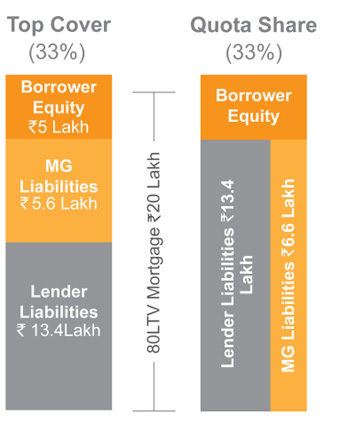 Top Cover
(33%)
Borrower
Equity
₹5 Lakh
MG
Liabilities
₹5.6 Lakh
Lender
Liabilities
₹ 13.4Lakh
80LTV Mortgage ₹20 Lakh
Quota Share
(33%)
Borrower
Equity
Lender Liabilities ₹13.4
Lakh
MG Liabilities ₹6.6 Lakh